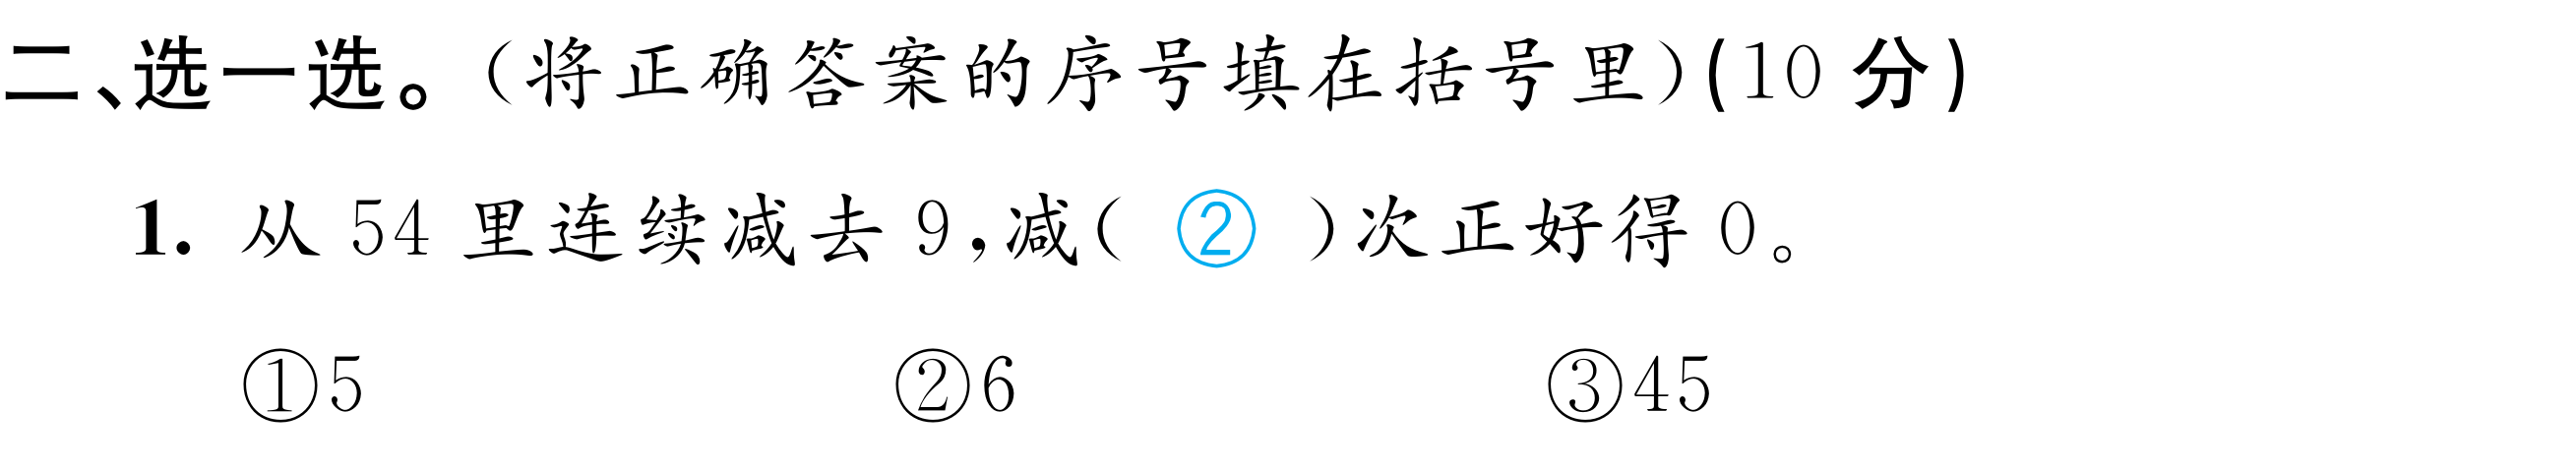 二、选一选。(将正确答案的序号填在括号里)(10 分)
1. 从 54 里连续减去 9,减( ② )次正好得 0。
①5 ②6 ③45